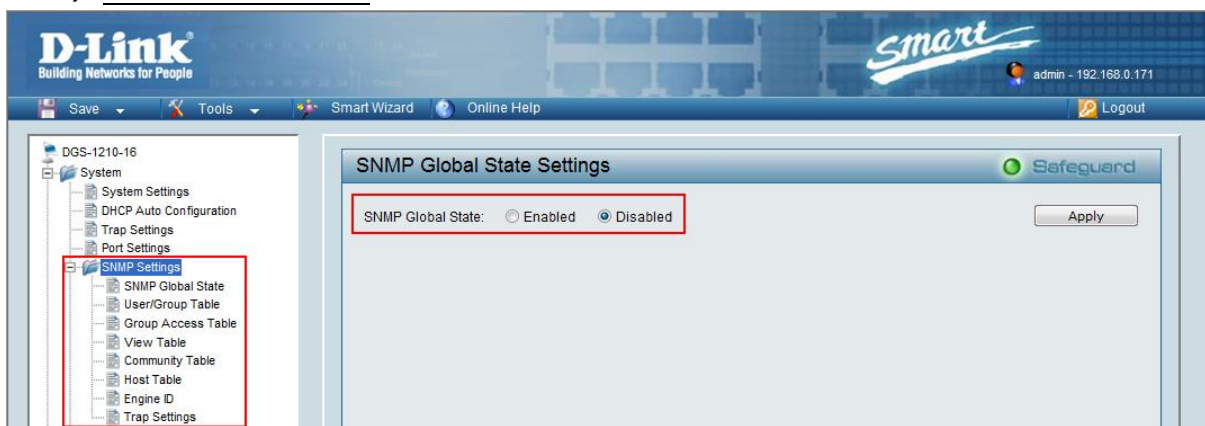 D-Link
Building Networks for People
smart
admin - 192.168.0.171
Save Tools Smart Wizard Online Help Logout
DGS-1210-16
System
System Settings
DHCP Auto Configuration
Trap Settings
Port Settings
SNMP Settings
SNMP Global State
User/Group Table
Group Access Table
View Table
Community Table
Host Table
Engine ID
Trap Settings
SNMP Global State Settings
Safeguard
SNMP Global State: Enabled Disabled
Apply